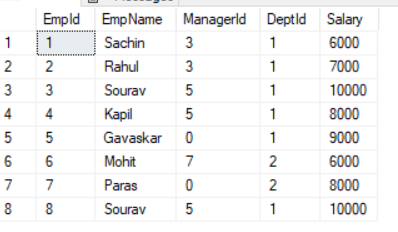 EmpId EmpName ManagerId DeptId Salary
1 1 Sachin 3 1 6000
2 2 Rahul 3 1 7000
3 3 Sourav 5 1 10000
4 4 Kapil 5 1 8000
5 5 Gavaskar 0 1 9000
6 6 Mohit 7 2 6000
7 7 Paras 0 2 8000
8 8 Sourav 5 1 10000